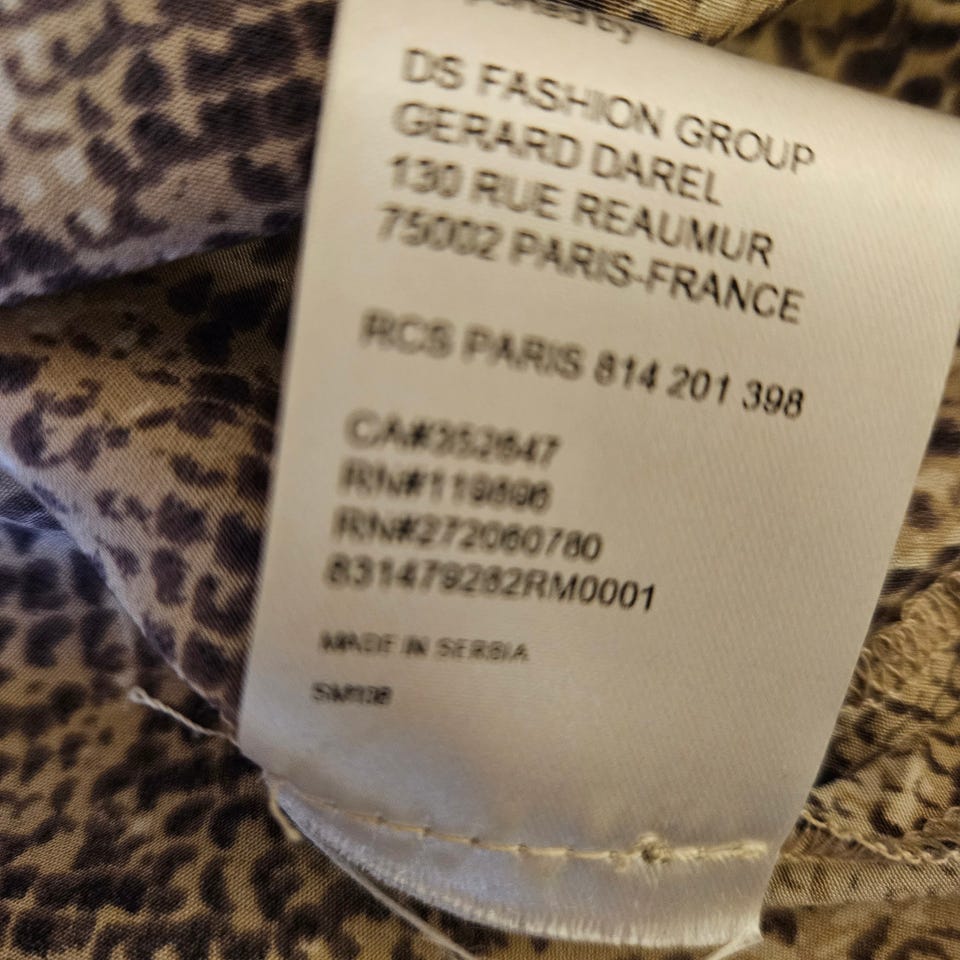 DS FASHION GROUP
GERARD DAREL
130 RUE REAUMUR
75002 PARIS-FRANCE
RCS PARIS 814 201 398
CA#352647
RN#119896
RN#272060780
831479282RM0001
MADE IN SERBIA